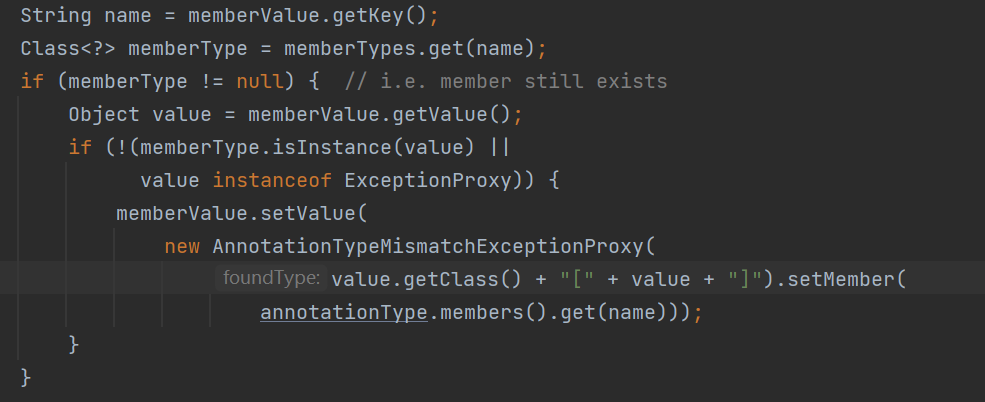 String name = memberValue.getKey();
Class<?> memberType = memberTypes.get(name);
if (memberType != null) {  // i.e. member still exists
    Object value = memberValue.getValue();
    if (!(memberType.isInstance(value) ||
          value instanceof ExceptionProxy)) {
        memberValue.setValue(
            new AnnotationTypeMismatchExceptionProxy(
                foundType: value.getClass() + "[" + value + "]").setMember(
                    annotationType.members().get(name)));
    }
}